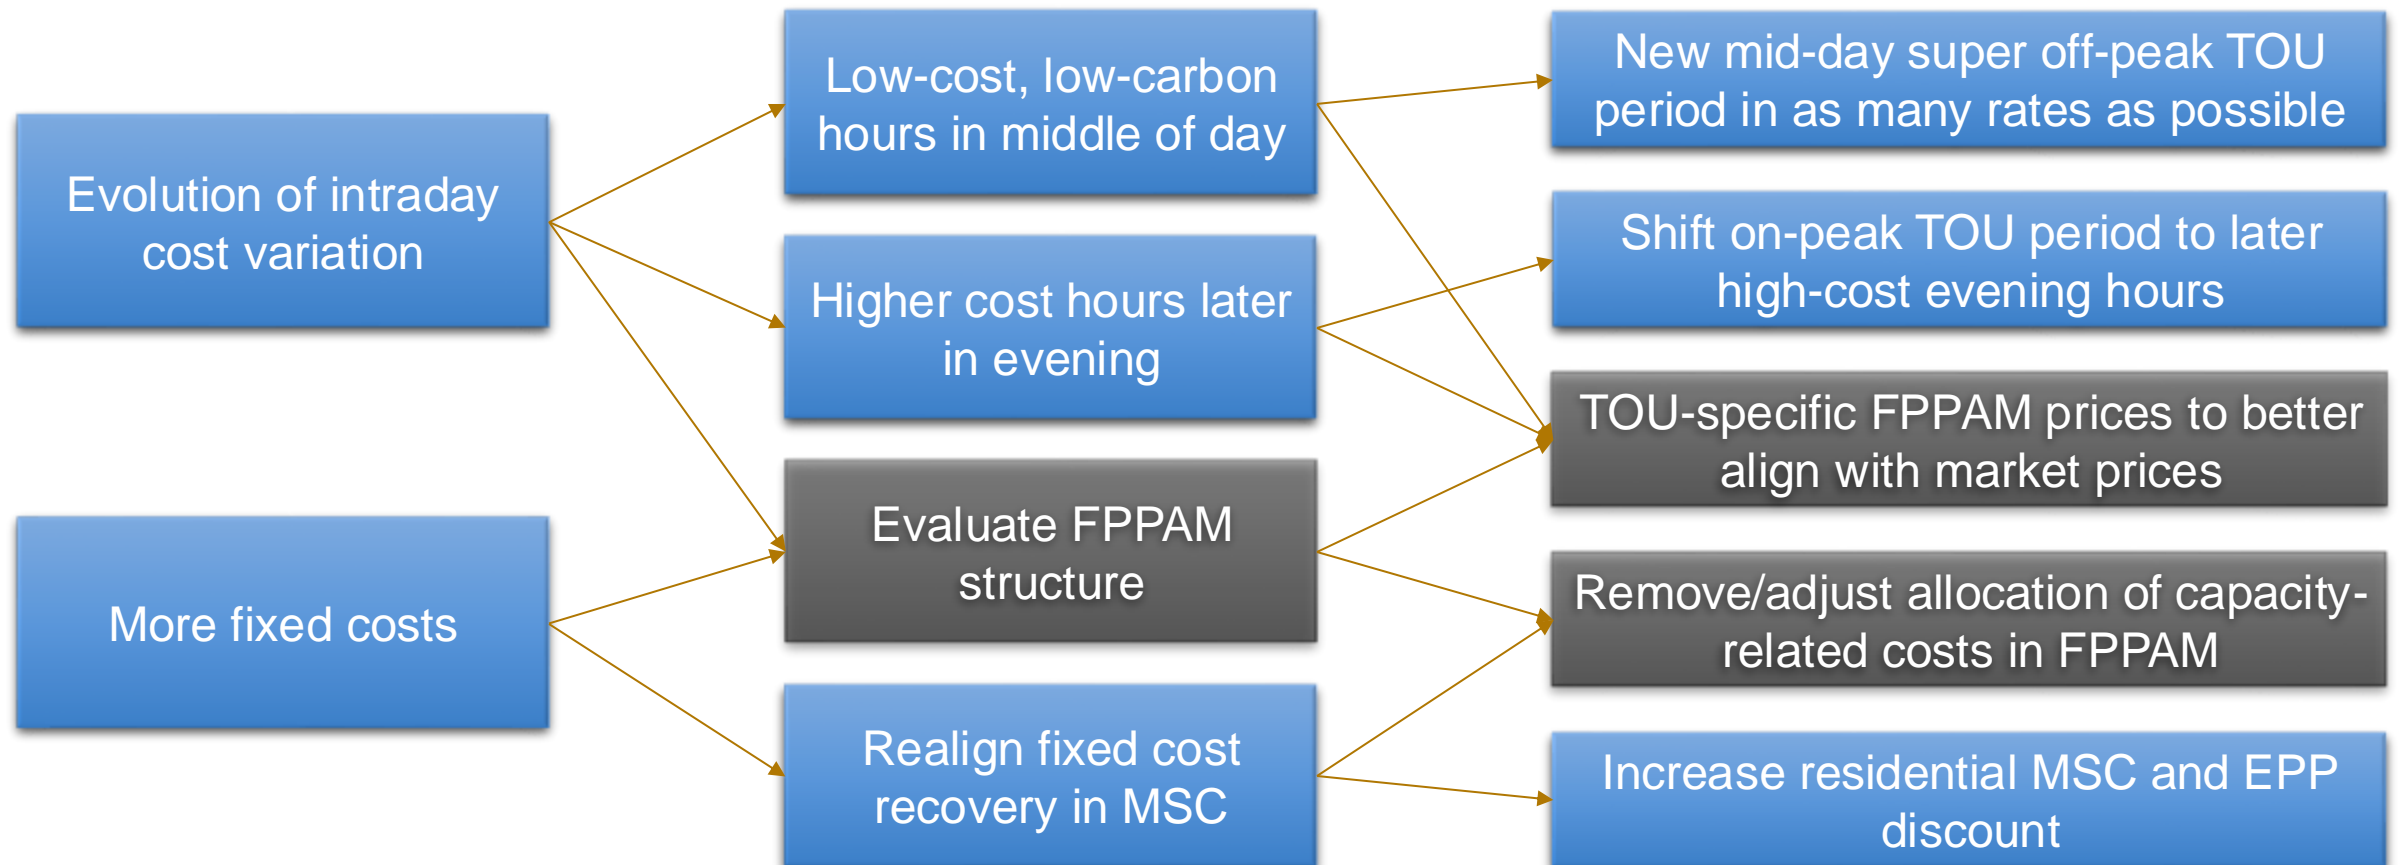 Evolution of intraday
cost variation
More fixed costs
Low-cost, low-carbon
hours in middle of day
Higher cost hours later
in evening
Evaluate FPPAM
structure
Realign fixed cost
recovery in MSC
New mid-day super off-peak TOU
period in as many rates as possible
Shift on-peak TOU period to later
high-cost evening hours
TOU-specific FPPAM prices to better
align with market prices
Remove/adjust allocation of capacity-
related costs in FPPAM
Increase residential MSC and EPP
discount